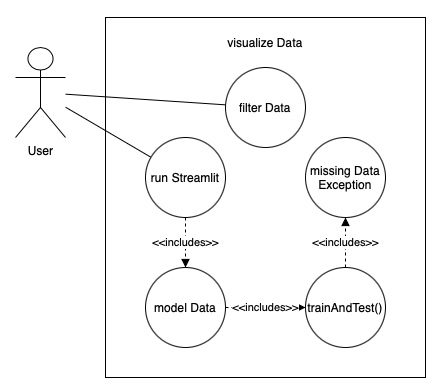 visualize Data
filter Data
User
run Streamlit
missing Data
Exception
<<includes>>
<<includes>>
model Data
<<includes>>
trainAndTest()